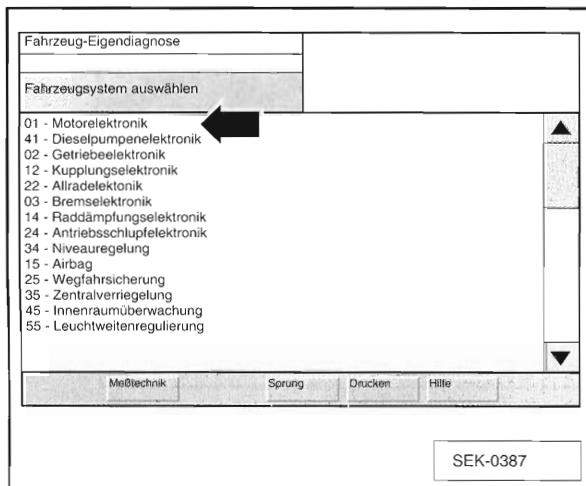 Fahrzeug-Eigendiagnose
Fahrzeugsystem auswählen
01 - Motorelektronik
41 - Dieselpumpenelektronik
02 - Getriebeelektronik
12 - Kupplungselektronik
22 - Allradelektonik
03 - Bremselektronik
14 - Raddämpfungselektronik
24 - Antriebsschlupfelektronik
34 - Niveauregelung
15 - Airbag
25 - Wegfahrsicherung
35 - Zentralverriegelung
45 - Innenraumüberwachung
55 - Leuchtweitenregulierung
Meßtechnik Sprung Drucken Hilfe
SEK-0387